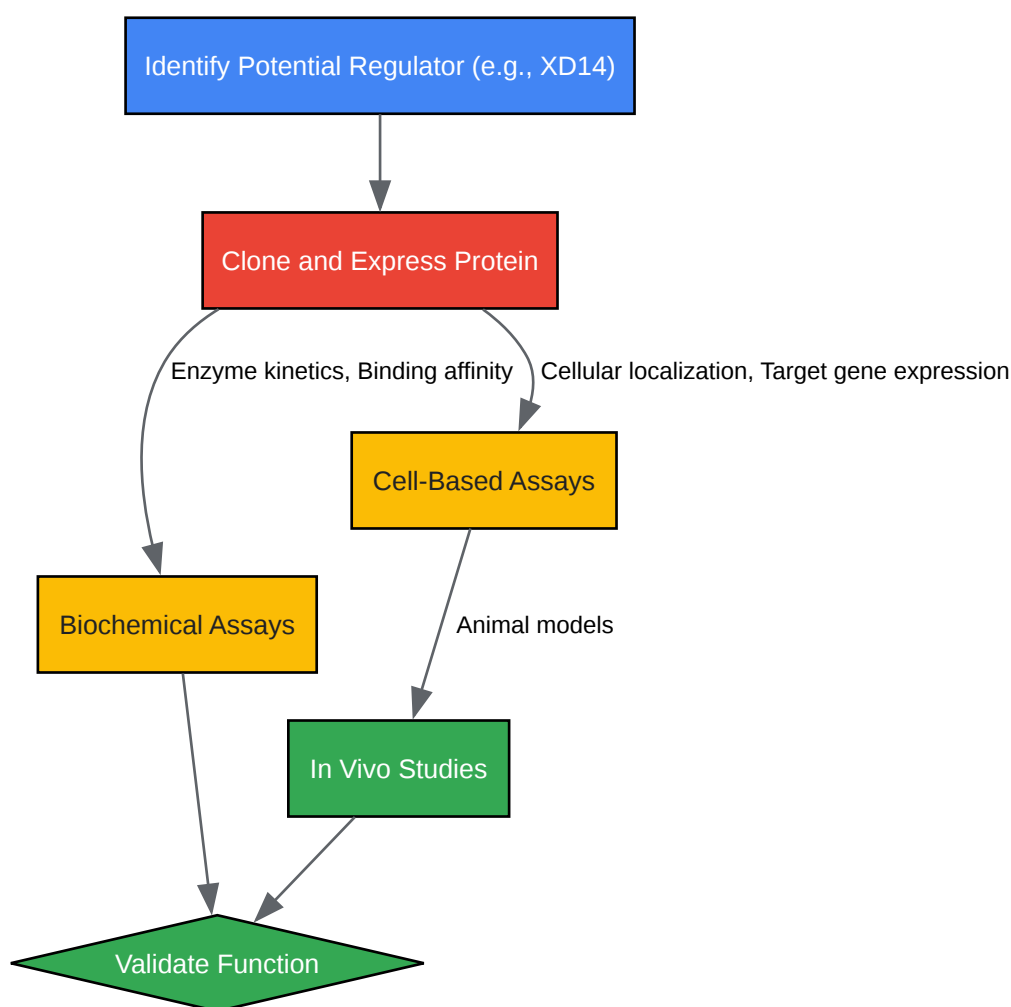 Identify Potential Regulator (e.g., XD14)
Clone and Express Protein
Enzyme kinetics, Binding affinity
Cellular localization, Target gene expression
Cell-Based Assays
Biochemical Assays
Animal models
In Vivo Studies
Validate Function